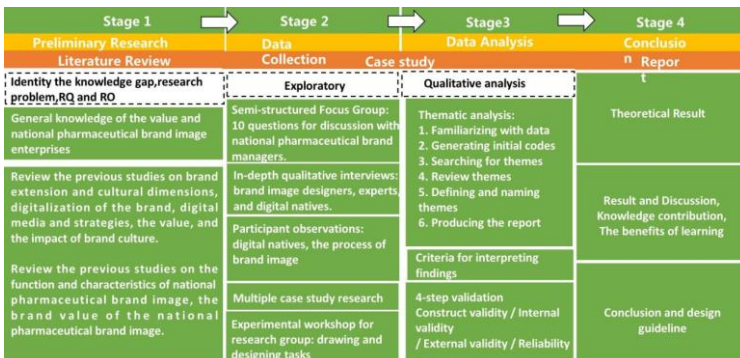 Stage 1
Stage 2
Stage3
Stage 4
Preliminary Research
Data
Data Analysis
Conclusio
Literature Review
Collection
Case study
n
Repor
t
Identity the knowledge gap,research
problem,RQ and RO
General knowledge of the value and
national pharmaceutical brand image
enterprises
Review the previous studies on brand
extension and cultural dimensions,
digitalization of the brand, digital
media and strategies, the value, and
the impact of brand culture.
Review the previous studies on the
function and characteristics of national
pharmaceutical brand image, the
brand value of the national
pharmaceutical brand image.
Exploratory
Semi-structured Focus Group:
10 questions for discussion with
national pharmaceutical brand
managers.
In-depth qualitative interviews:
brand image designers, experts,
and digital natives.
Participant observations:
digital natives, the process of
brand image
Multiple case study research
Experimental workshop for
research group: drawing and
designing tasks
Qualitative analysis
Thematic analysis:
1. Familiarizing with data
2. Generating initial codes
3. Searching for themes
4. Review themes
5. Defining and naming
themes
6. Producing the report
Criteria for interpreting
findings
4-step validation
Construct validity / Internal
validity
/ External validity / Reliability
Theoretical Result
Result and Discussion,
Knowledge contribution,
The benefits of learning
Conclusion and design
guideline